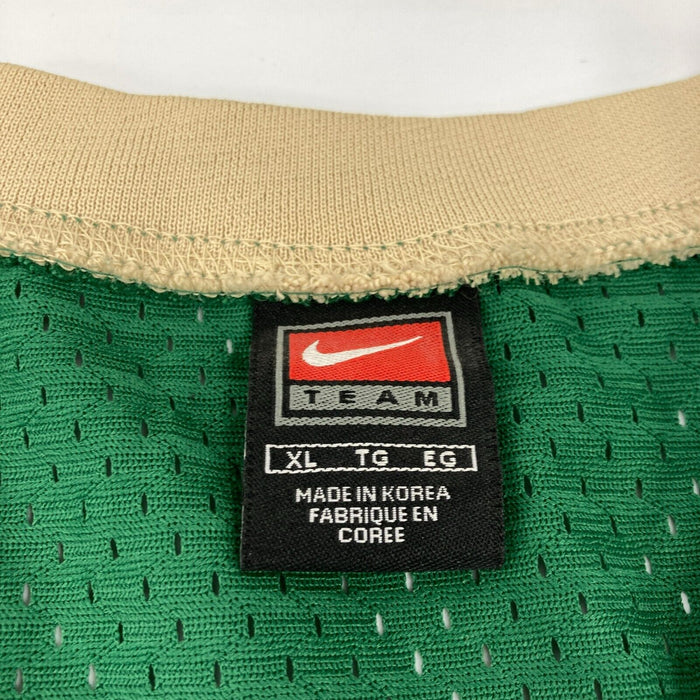 TEAM
XL TG EG
MADE IN KOREA
FABRIQUE EN
COREE